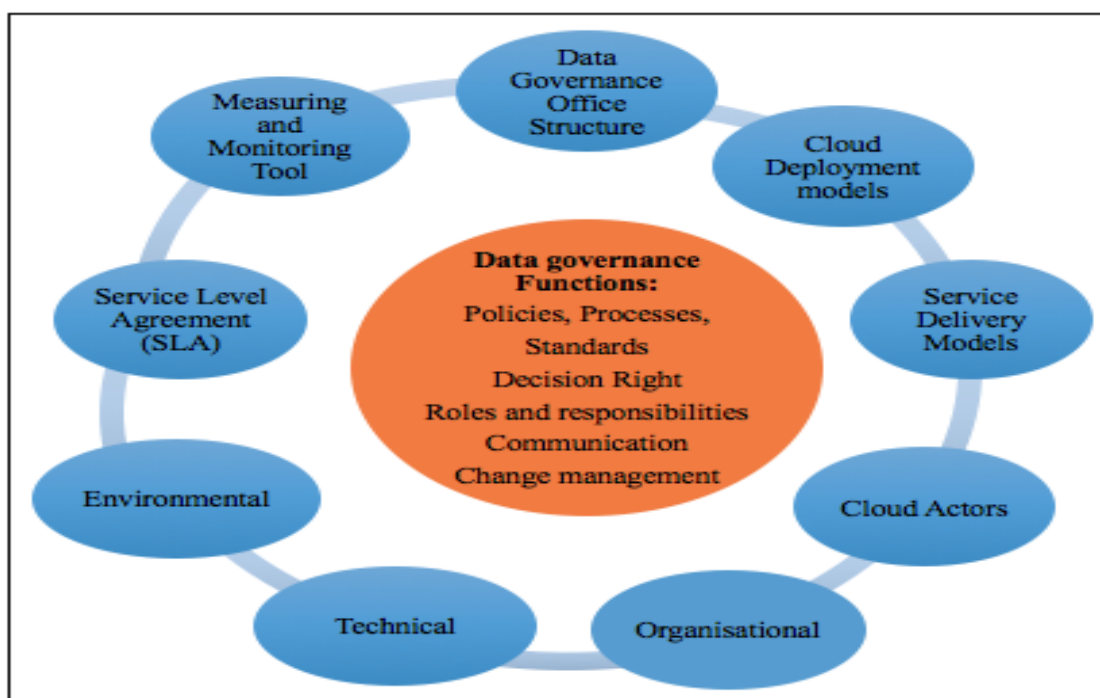 Data
Governance
Office
Structure
Cloud
Deployment
models
Service
Delivery
Models
Cloud Actors
Organisational
Technical
Environmental
Service Level
Agreement
(SLA)
Measuring
and
Monitoring
Tool
Data governance
Functions:
Policies, Processes,
Standards
Decision Right
Roles and responsibilities
Communication
Change management